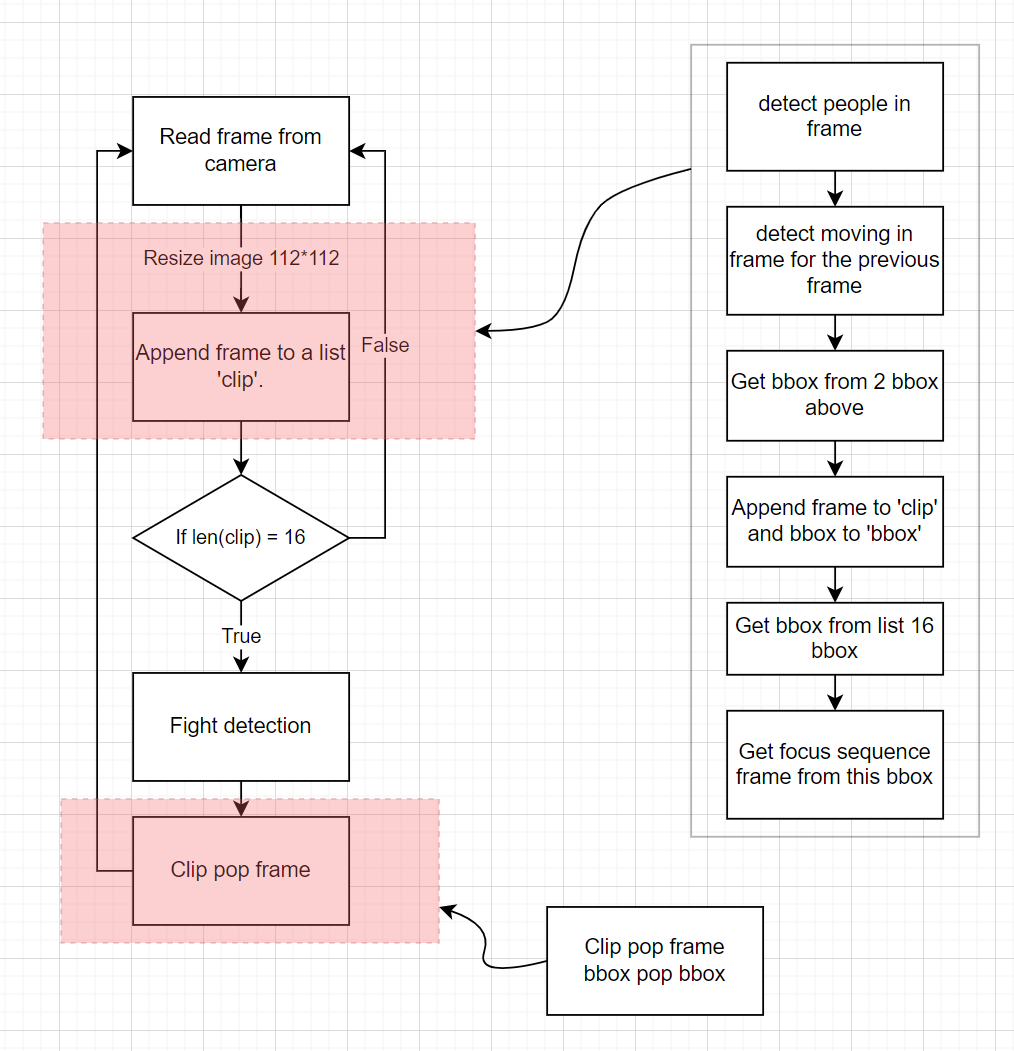 Read frame from
camera
Resize image 112*112
Append frame to a list
'clip'.
False
If len(clip) = 16
True
Fight detection
Clip pop frame
detect people in
frame
detect moving in
frame for the previous
frame
Get bbox from 2 bbox
above
Append frame to 'clip'
and bbox to 'bbox'
Get bbox from list 16
bbox
Get focus sequence
frame from this bbox
Clip pop frame
bbox pop bbox